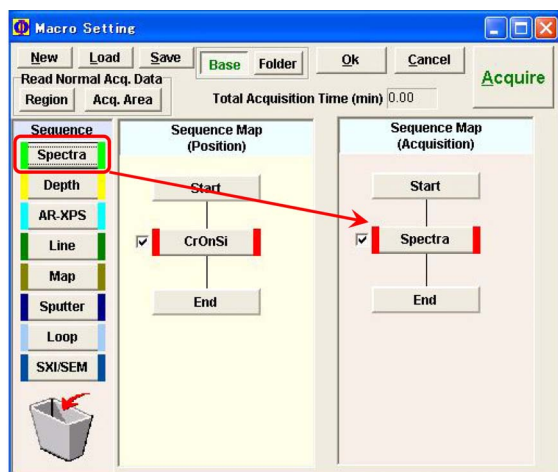 Macro Setting
New Load Save Base Folder Ok Cancel Acquire
Read Normal Acq. Data
Region Acq. Area Total Acquisition Time (min) 0.00
Sequence
Spectra
Depth
AR-XPS
Line
Map
Sputter
Loop
SXI/SEM
Sequence Map
(Position)
Start
CrOnSi
End
Sequence Map
(Acquisition)
Start
Spectra
End